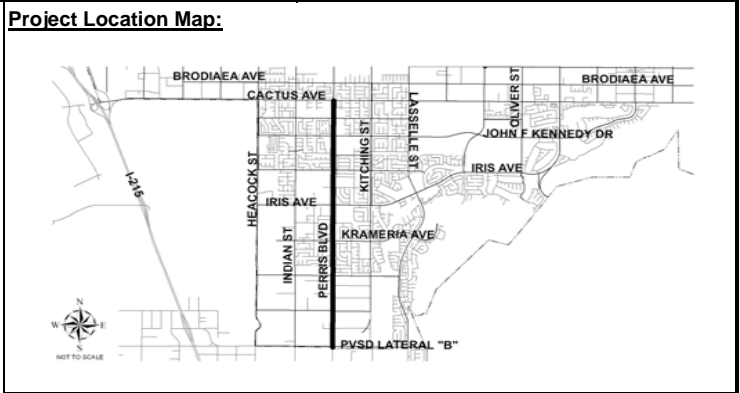 Project Location Map:
BRODIAEA AVE
BRODIAEA AVE
CACTUS AVE
OLIVER ST
LASSELLE ST
JOHN F KENNEDY DR
KITCHING ST
HEACOCK ST
IRIS AVE
I-215
IRIS AVE
INDIAN ST
PERRIS BLVD
KRAMERIA AVE
N
W E
S
NOT TO SCALE
PVSD LATERAL "B"